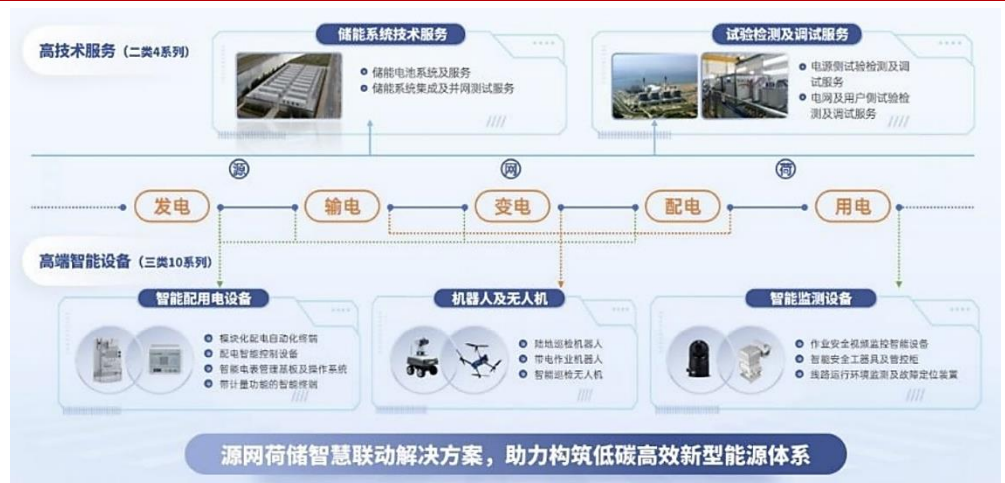 高技术服务（二类4系列）
储能系统技术服务
储能电池系统及服务
储能系统集成及并网测试服务
试验检测及调试服务
电源侧试验检测及调
试服务
电网及用户侧试验检
测及调试服务
源
网
荷
发电
输电
变电
配电
用电
高端智能设备（三类10系列）
智能配用电设备
模块化配电自动化终端
配电智能控制设备
智能电表管理基板及操作系统
带计量功能的智能终端
机器人及无人机
陆地巡检机器人
带电作业机器人
智能巡检无人机
智能监测设备
作业安全视频监控智能设备
智能安全工器具及管控柜
线路运行环境监测及故障定位装置
源网荷储智慧联动解决方案，助力构筑低碳高效新型能源体系